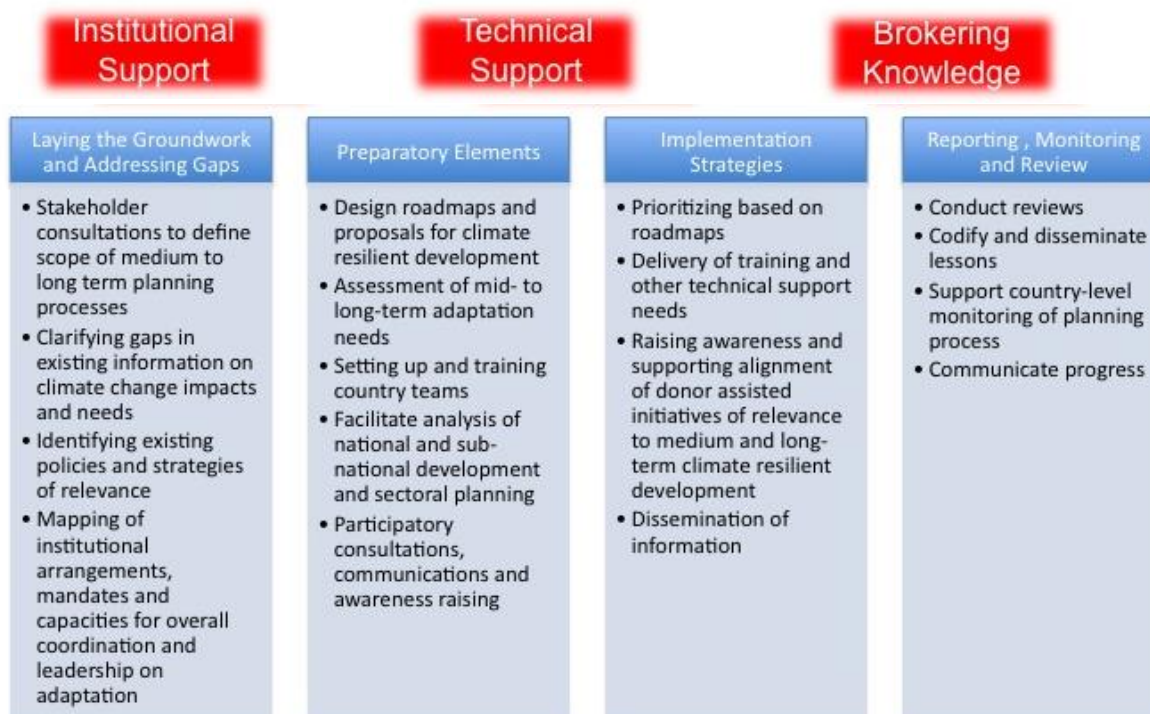 Institutional
Support
Technical
Support
Brokering
Knowledge
Laying the Groundwork
and Addressing Gaps
• Stakeholder
consultations to define
scope of medium to
long term planning
processes
• Clarifying gaps in
existing information on
climate change impacts
and needs
• Identifying existing
policies and strategies
of relevance
• Mapping of
institutional
arrangements,
mandates and
capacities for overall
coordination and
leadership on
adaptation
Preparatory Elements
• Design roadmaps and
proposals for climate
resilient development
• Assessment of mid- to
long-term adaptation
needs
• Setting up and training
country teams
• Facilitate analysis of
national and sub-
national development
and sectoral planning
• Participatory
consultations,
communications and
awareness raising
Implementation
Strategies
• Prioritizing based on
roadmaps
• Delivery of training and
other technical support
needs
• Raising awareness and
supporting alignment
of donor assisted
initiatives of relevance
to medium and long-
term climate resilient
development
• Dissemination of
information
Reporting , Monitoring
and Review
• Conduct reviews
• Codify and disseminate
lessons
• Support country-level
monitoring of planning
process
• Communicate progress